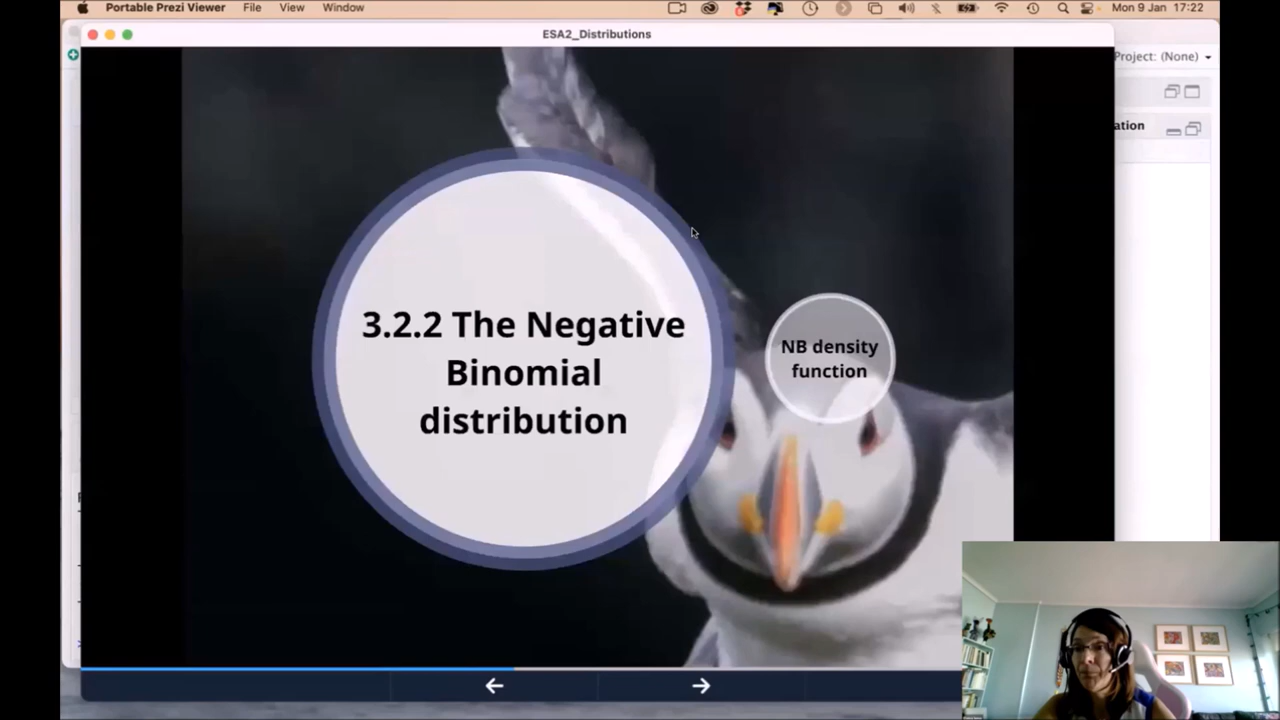 Portable Prezi Viewer File View Window Mon 9 Jan 17:22
ESA2_Distributions
Project: (None)
ation
3.2.2 The Negative
Binomial
distribution
NB density
function